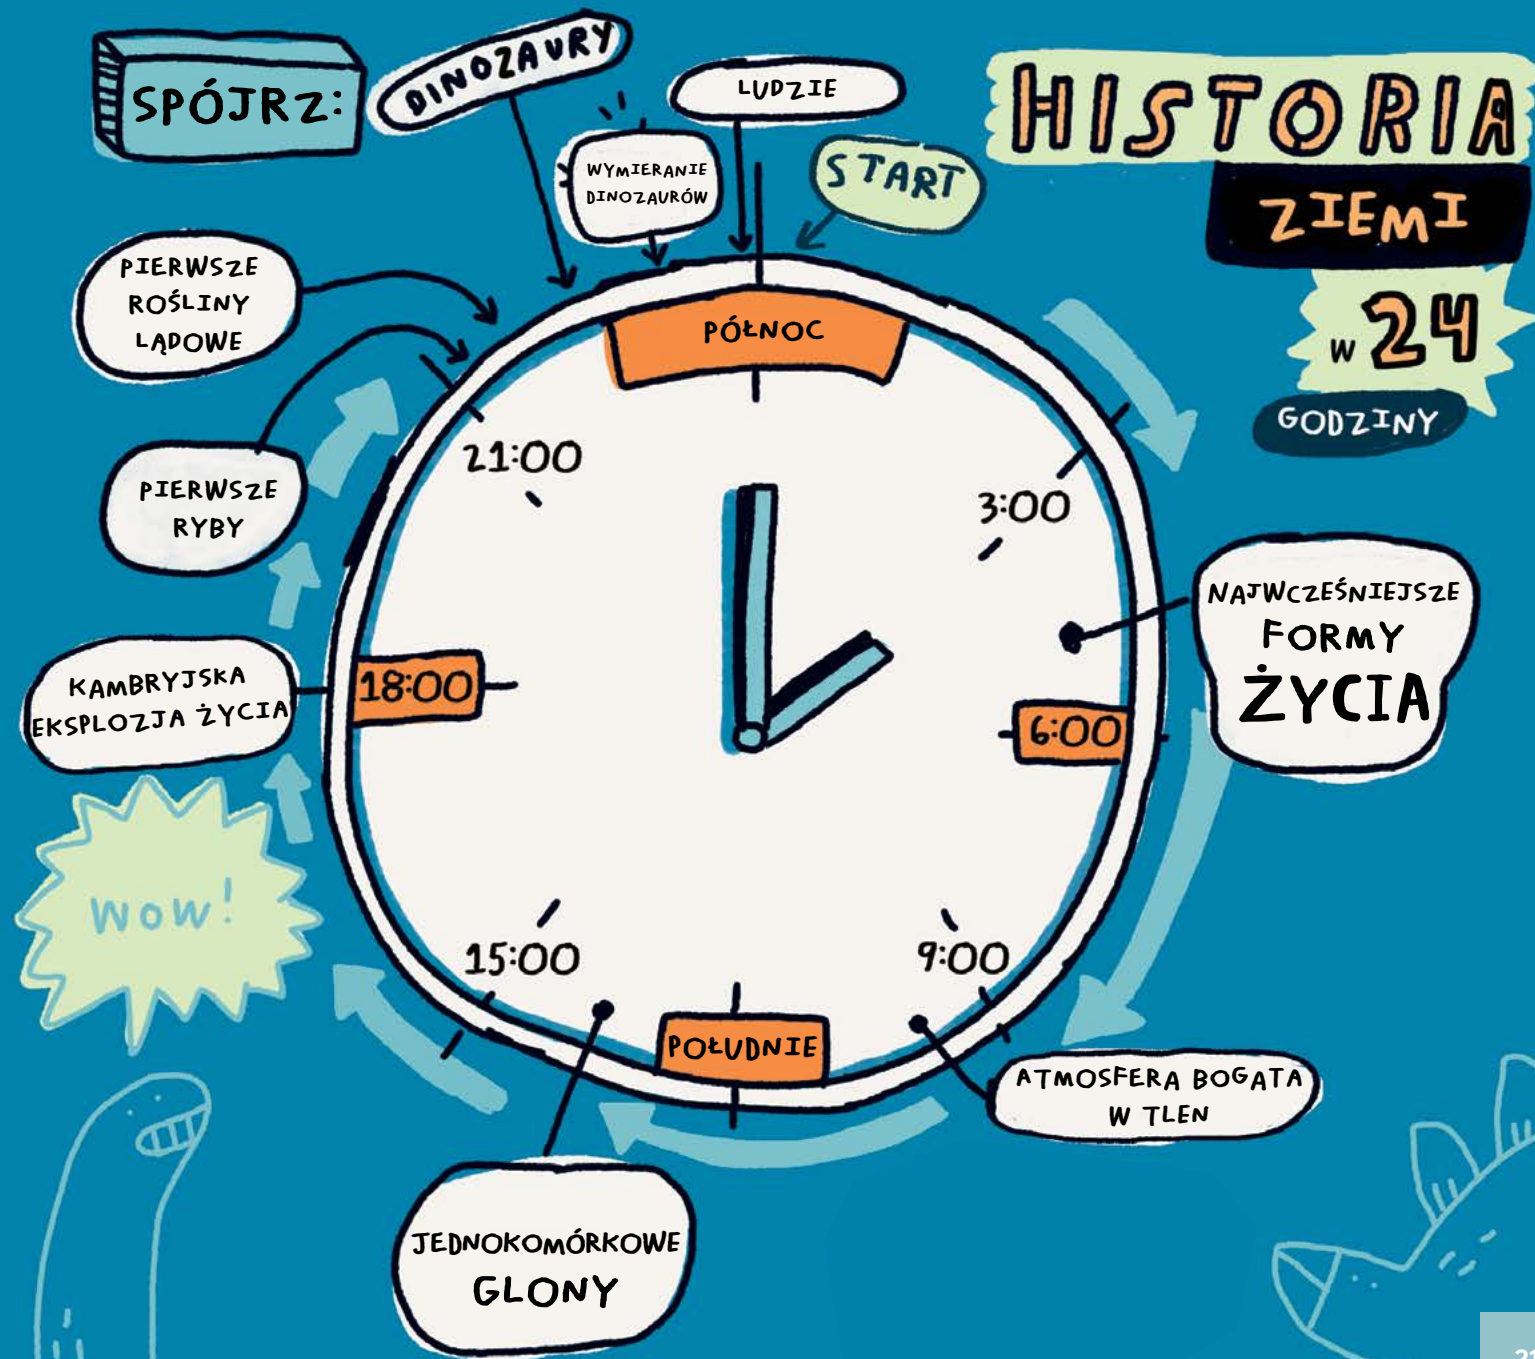 SPÓJRZ:
DINOZAURY
LUDZIE
HISTORIA
ZIEMI
w 24
GODZINY
WYMIERANIE
DINOZAURÓW
START
PIERWSZE
ROŚLINY
LĄDOWE
PÓŁNOC
21:00
3:00
PIERWSZE
RYBY
NAJWCZEŚNIEJSZE
FORMY
ŻYCIA
KAMBRYJSKA
EKSPLOZJA ŻYCIA
18:00
6:00
WOW!
15:00
9:00
POŁUDNIE
ATMOSFERA BOGATA
W TLEN
JEDNOKOMÓRKOWE
GLONY